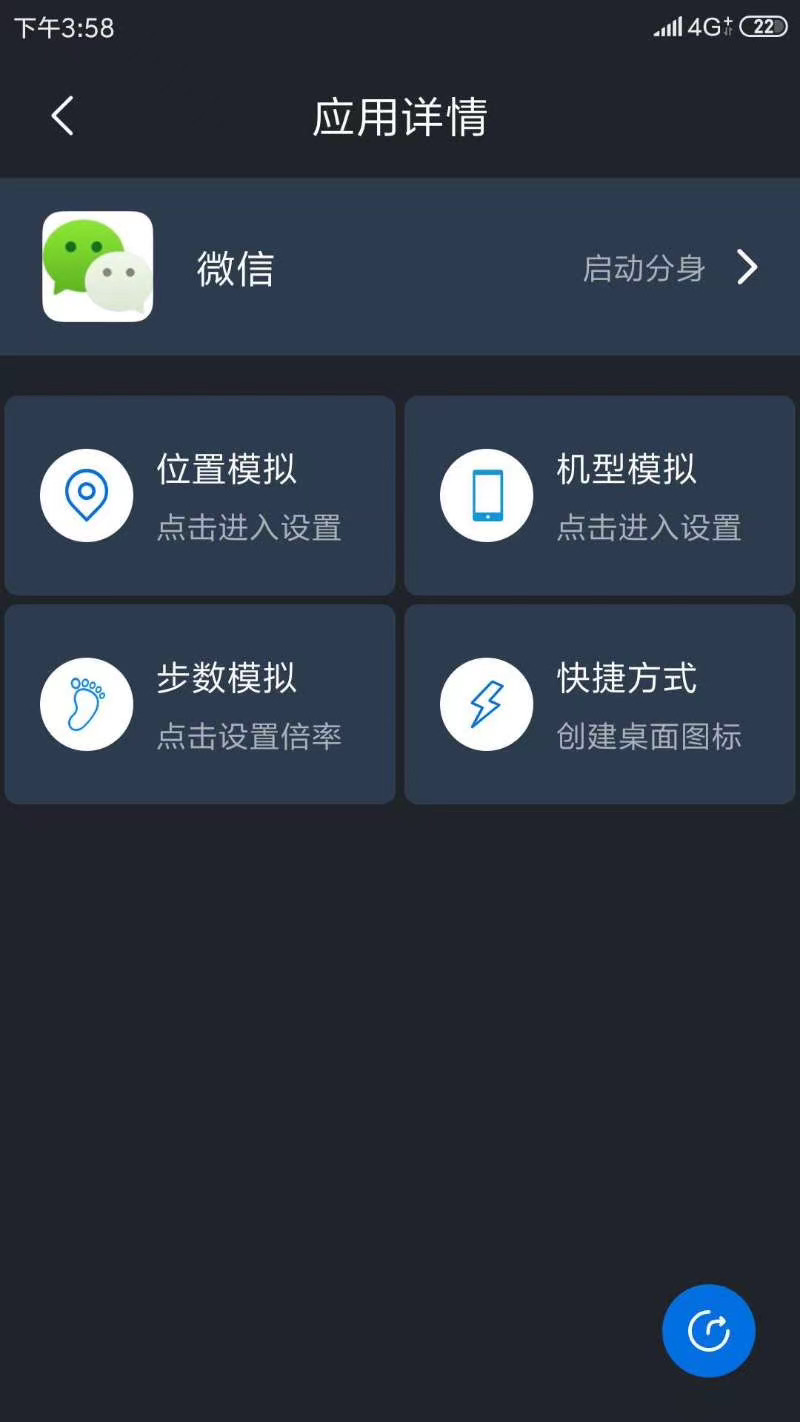 下午3:58
4G+
22
应用详情
微信
启动分身
位置模拟
点击进入设置
机型模拟
点击进入设置
步数模拟
点击设置倍率
快捷方式
创建桌面图标